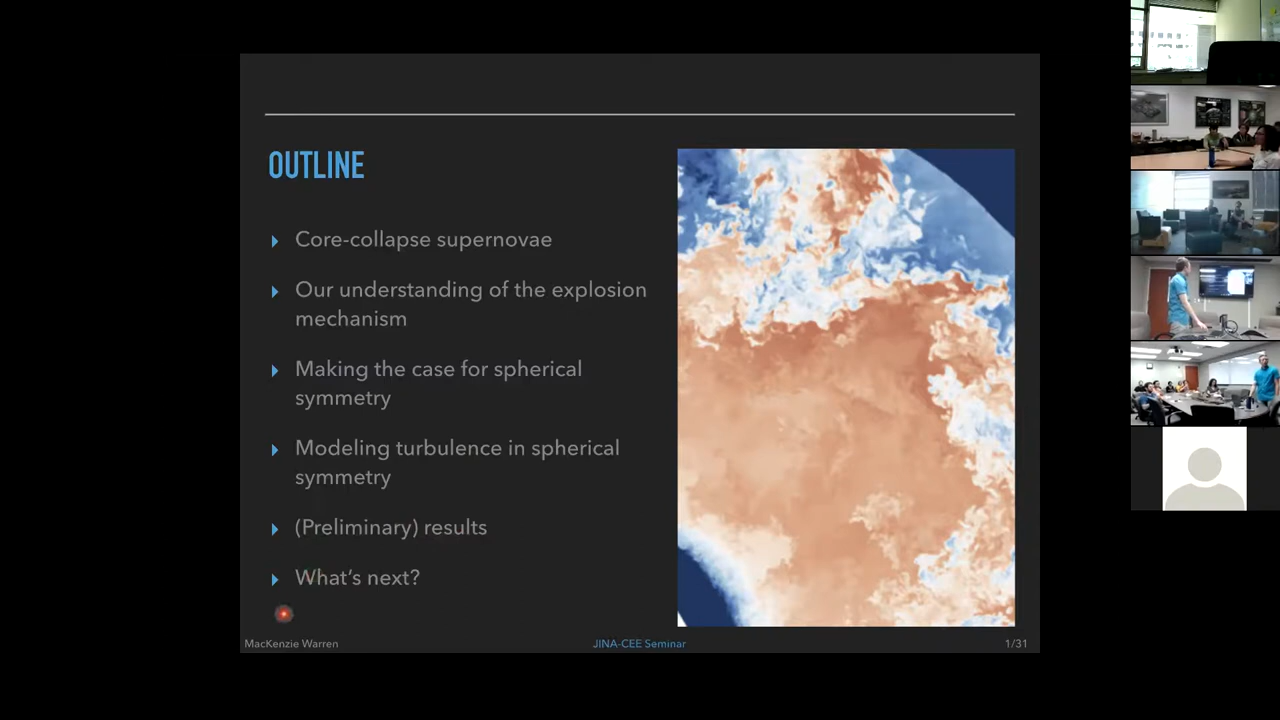 OUTLINE
Core-collapse supernovae
Our understanding of the explosion
mechanism
Making the case for spherical
symmetry
Modeling turbulence in spherical
symmetry
(Preliminary) results
What's next?
MacKenzie Warren
JINA-CEE Seminar
1/31